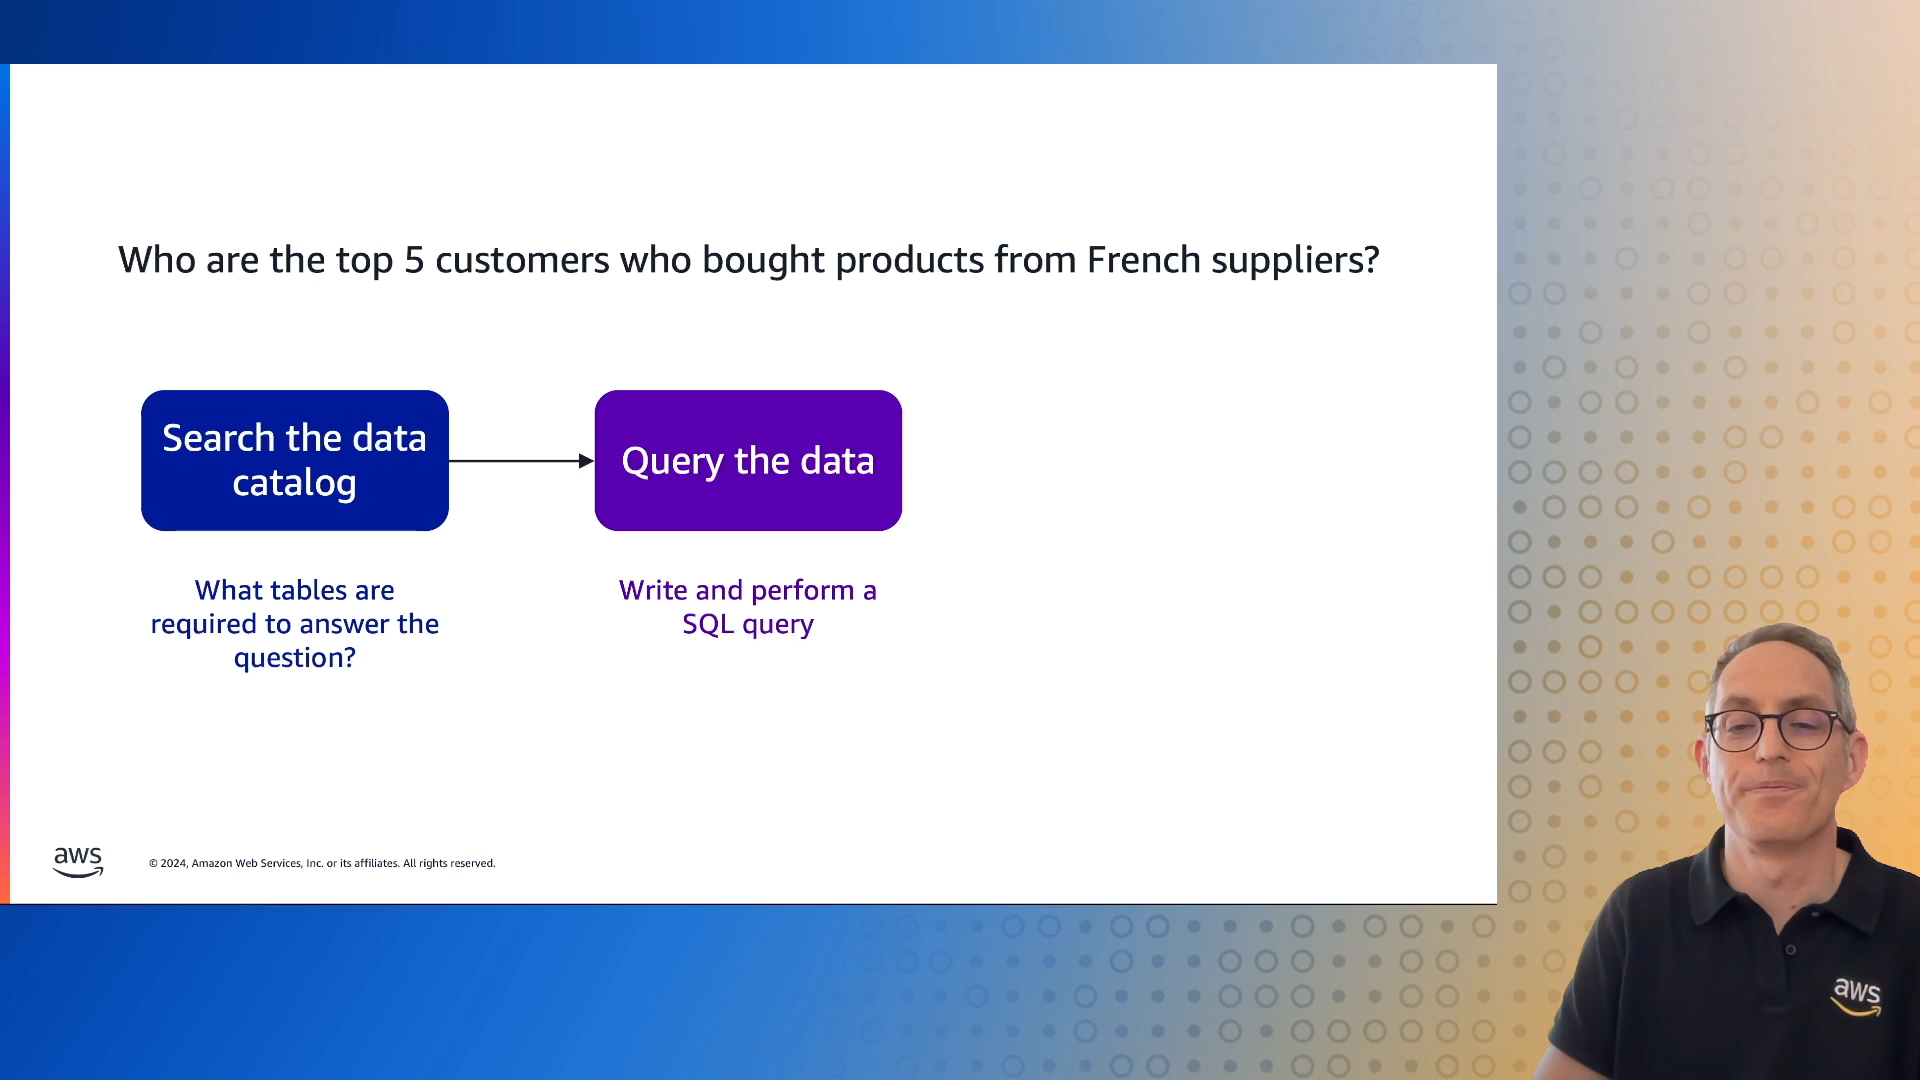 Who are the top 5 customers who bought products from French suppliers?
Search the data
catalog
Query the data
What tables are
required to answer the
question?
Write and perform a
SQL query
aws
© 2024, Amazon Web Services, Inc. or its affiliates. All rights reserved.
aws